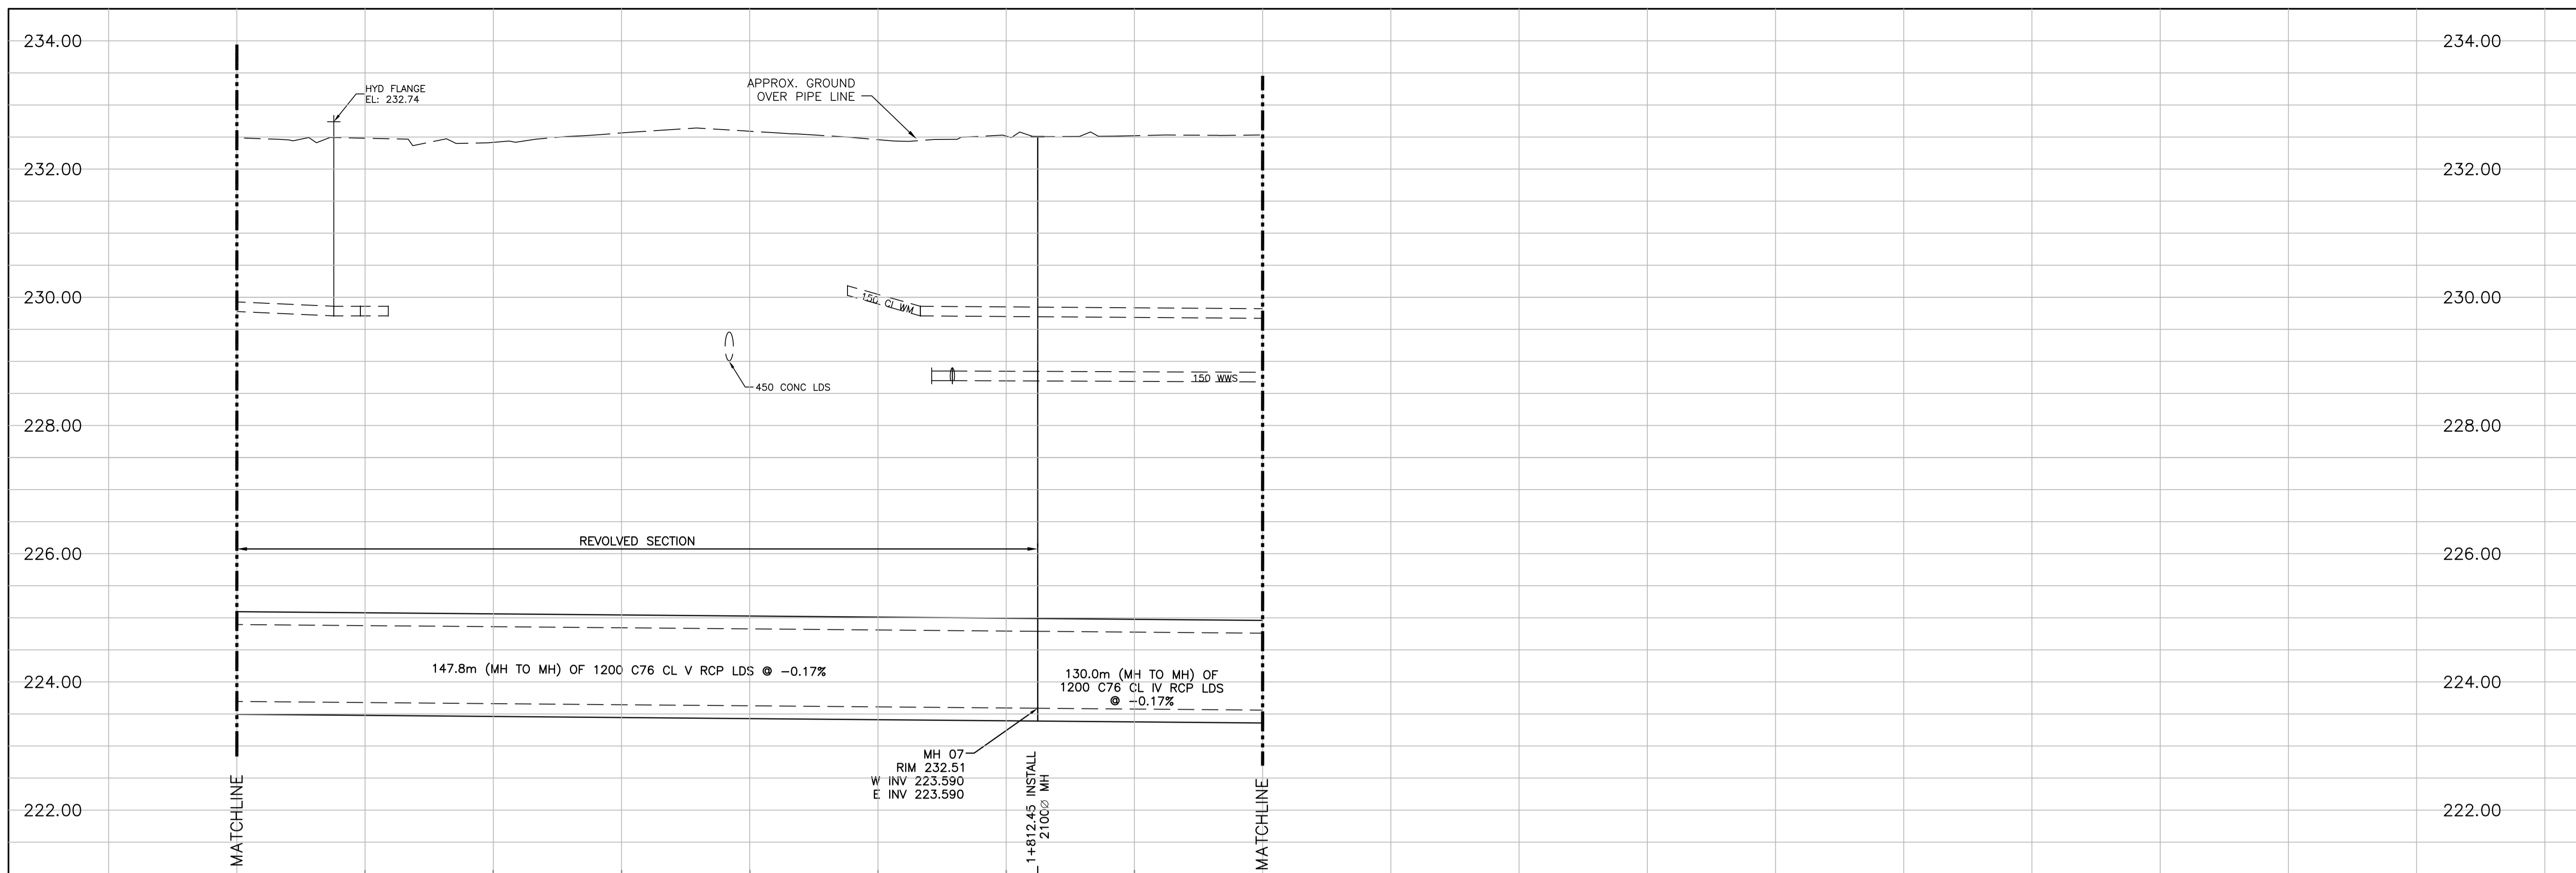 234.00
234.00
HYD FLANGE
EL: 232.74
APPROX. GROUND
OVER PIPE LINE
232.00
232.00
230.00
230.00
150 CI WM
450 CONC LDS
150 WWS
228.00
228.00
REVOLVED SECTION
226.00
226.00
147.8m (MH TO MH) OF 1200 C76 CL V RCP LDS @ -0.17%
130.0m (MH TO MH) OF
1200 C76 CL IV RCP LDS
@ -0.17%
224.00
224.00
MH 07
RIM 232.51
W INV 223.590
E INV 223.590
222.00
222.00
MATCHLINE
1+812.45 INSTALL
2100∅ MH
MATCHLINE